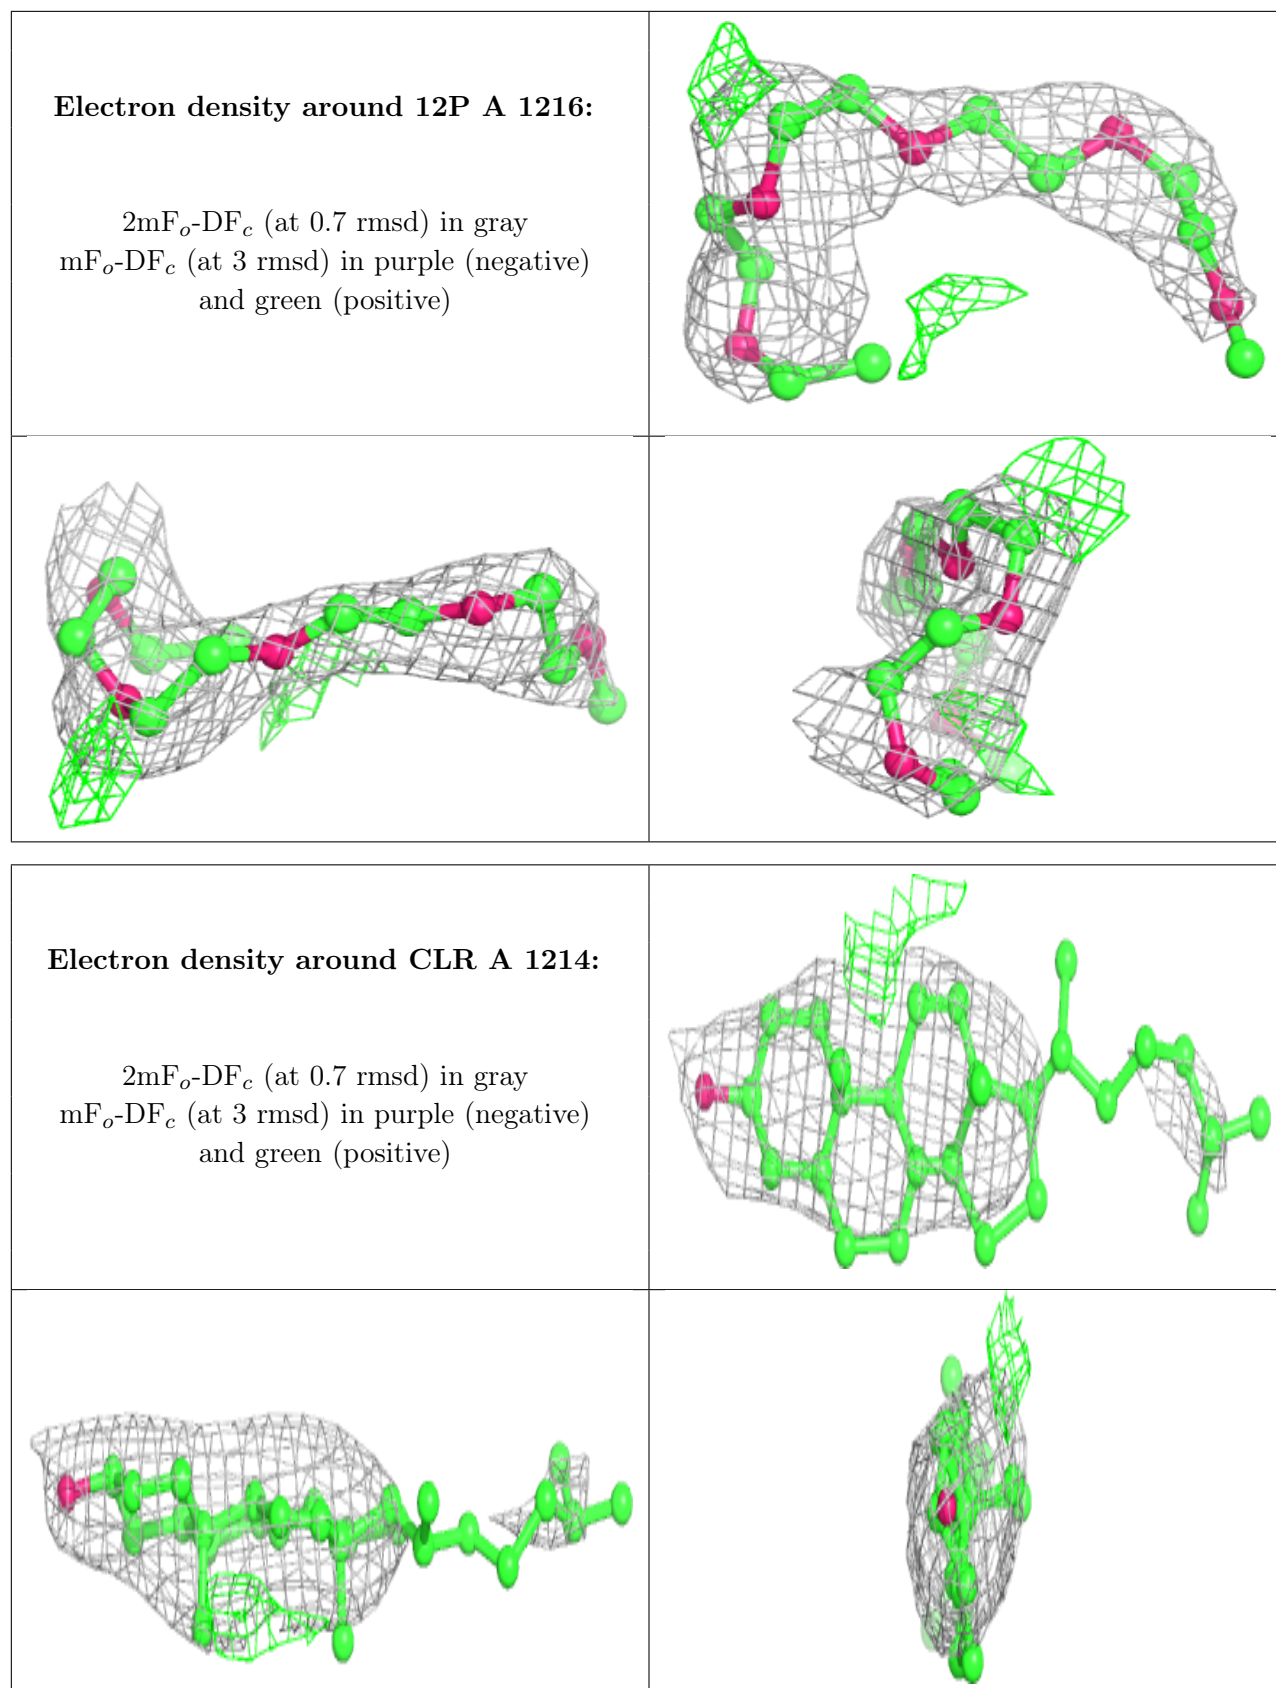 Electron density around 12P A 1216:
2mFo-DFc (at 0.7 rmsd) in gray
mFo-DFc (at 3 rmsd) in purple (negative)
and green (positive)
Electron density around CLR A 1214:
2mFo-DFc (at 0.7 rmsd) in gray
mFo-DFc (at 3 rmsd) in purple (negative)
and green (positive)